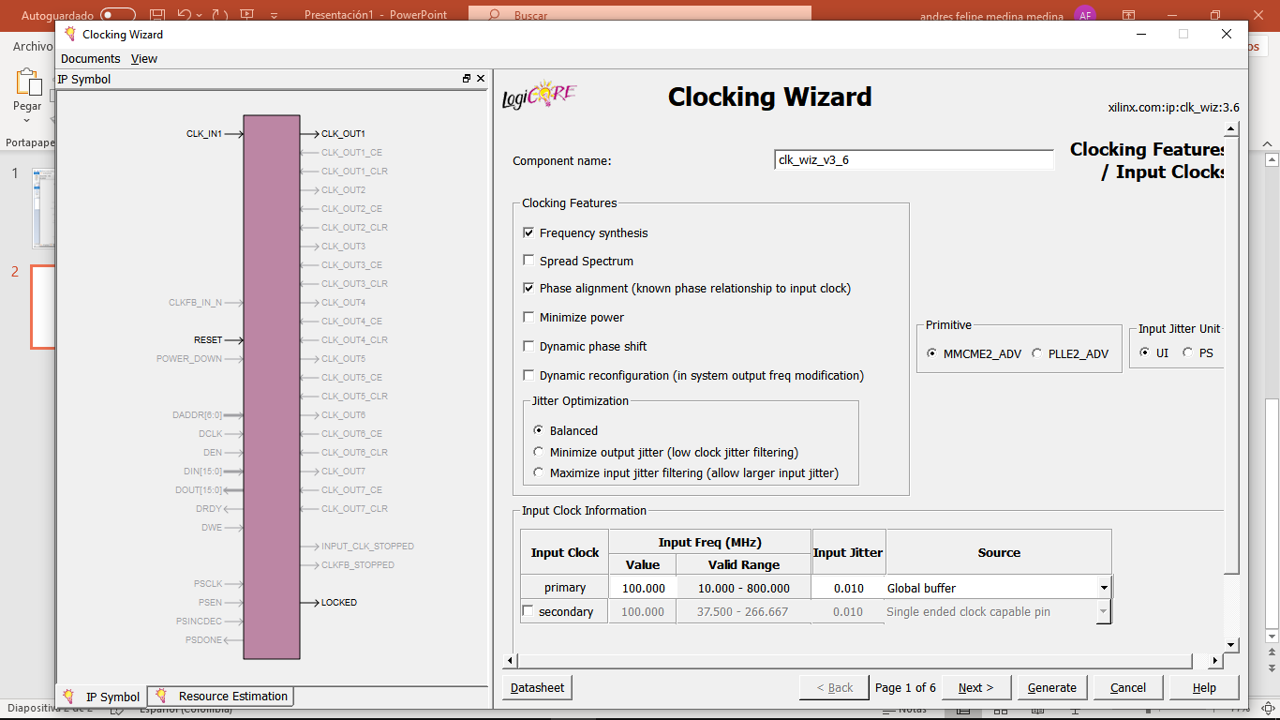 Autoguardado
Presentación1 - PowerPoint
Buscar
andres felipe medina medina
AF
Archivo
Pegar
Portapape
1
2
Clocking Wizard
Documents View
IP Symbol
CLK_IN1
CLKFB_IN_N
RESET
POWER_DOWN
DADDR[6:0]
DCLK
DEN
DIN[15:0]
DOUT[15:0]
DRDY
DWE
PSCLK
PSEN
PSINCDEC
PSDONE
CLK_OUT1
CLK_OUT1_CE
CLK_OUT1_CLR
CLK_OUT2
CLK_OUT2_CE
CLK_OUT2_CLR
CLK_OUT3
CLK_OUT3_CE
CLK_OUT3_CLR
CLK_OUT4
CLK_OUT4_CE
CLK_OUT4_CLR
CLK_OUT5
CLK_OUT5_CE
CLK_OUT5_CLR
CLK_OUT6
CLK_OUT6_CE
CLK_OUT6_CLR
CLK_OUT7
CLK_OUT7_CE
CLK_OUT7_CLR
INPUT_CLK_STOPPED
CLKFB_STOPPED
LOCKED
IP Symbol
Resource Estimation
LogiCORE
Clocking Wizard
xilinx.com:ip:clk_wiz:3.6
Component name:
clk_wiz_v3_6
Clocking Features
/ Input Clocks
Clocking Features
Frequency synthesis
Spread Spectrum
Phase alignment (known phase relationship to input clock)
Minimize power
Dynamic phase shift
Dynamic reconfiguration (in system output freq modification)
Jitter Optimization
Balanced
Minimize output jitter (low clock jitter filtering)
Maximize input jitter filtering (allow larger input jitter)
Primitive
MMCME2_ADV PLLE2_ADV
Input Jitter Unit
UI PS
Input Clock Information
Input Clock
Input Freq (MHz)
Value Valid Range
Input Jitter
Source
primary 100.000 10.000 - 800.000 0.010 Global buffer
secondary 100.000 37.500 - 266.667 0.010 Single ended clock capable pin
Datasheet
< Back
Page 1 of 6
Next >
Generate
Cancel
Help
Diapositiva 2 de 2
Español (Colombia)
Notas